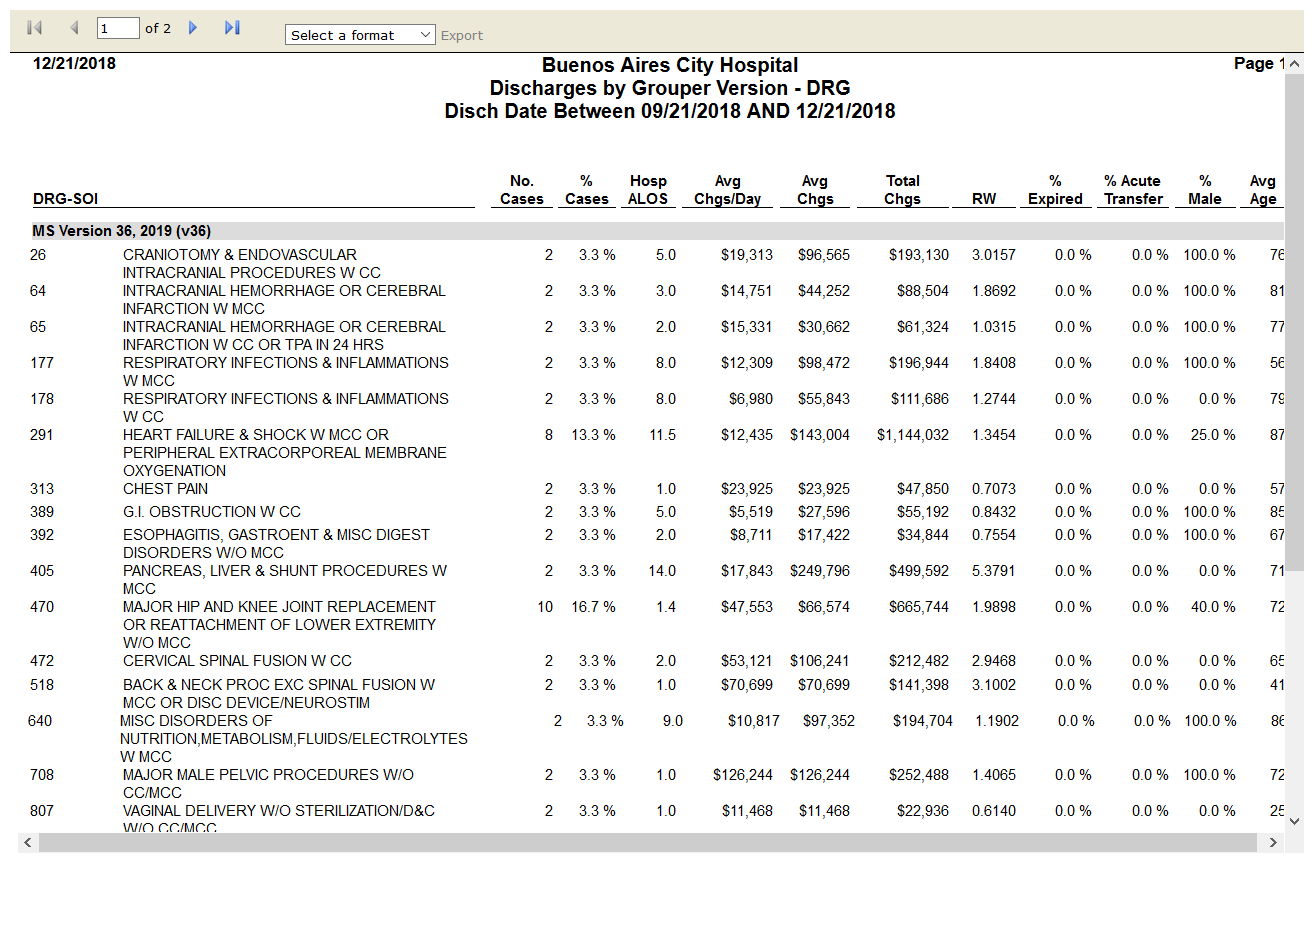 1 of 2 Select a format Export
12/21/2018 Buenos Aires City Hospital Page 1
Discharges by Grouper Version - DRG
Disch Date Between 09/21/2018 AND 12/21/2018
No. % Hosp Avg Avg Total % % Acute % Avg
DRG-SOI Cases Cases ALOS Chgs/Day Chgs Chgs RW Expired Transfer Male Age
MS Version 36, 2019 (v36)
26 CRANIOTOMY & ENDOVASCULAR 2 3.3 % 5.0 $19,313 $96,565 $193,130 3.0157 0.0 % 0.0 % 100.0 % 76
INTRACRANIAL PROCEDURES W CC
64 INTRACRANIAL HEMORRHAGE OR CEREBRAL 2 3.3 % 3.0 $14,751 $44,252 $88,504 1.8692 0.0 % 0.0 % 100.0 % 81
INFARCTION W MCC
65 INTRACRANIAL HEMORRHAGE OR CEREBRAL 2 3.3 % 2.0 $15,331 $30,662 $61,324 1.0315 0.0 % 0.0 % 100.0 % 77
INFARCTION W CC OR TPA IN 24 HRS
177 RESPIRATORY INFECTIONS & INFLAMMATIONS 2 3.3 % 8.0 $12,309 $98,472 $196,944 1.8408 0.0 % 0.0 % 100.0 % 56
W MCC
178 RESPIRATORY INFECTIONS & INFLAMMATIONS 2 3.3 % 8.0 $6,980 $55,843 $111,686 1.2744 0.0 % 0.0 % 0.0 % 79
W CC
291 HEART FAILURE & SHOCK W MCC OR 8 13.3 % 11.5 $12,435 $143,004 $1,144,032 1.3454 0.0 % 0.0 % 25.0 % 87
PERIPHERAL EXTRACORPOREAL MEMBRANE
OXYGENATION
313 CHEST PAIN 2 3.3 % 1.0 $23,925 $23,925 $47,850 0.7073 0.0 % 0.0 % 0.0 % 57
389 G.I. OBSTRUCTION W CC 2 3.3 % 5.0 $5,519 $27,596 $55,192 0.8432 0.0 % 0.0 % 100.0 % 85
392 ESOPHAGITIS, GASTROENT & MISC DIGEST 2 3.3 % 2.0 $8,711 $17,422 $34,844 0.7554 0.0 % 0.0 % 100.0 % 67
DISORDERS W/O MCC
405 PANCREAS, LIVER & SHUNT PROCEDURES W 2 3.3 % 14.0 $17,843 $249,796 $499,592 5.3791 0.0 % 0.0 % 0.0 % 71
MCC
470 MAJOR HIP AND KNEE JOINT REPLACEMENT 10 16.7 % 1.4 $47,553 $66,574 $665,744 1.9898 0.0 % 0.0 % 40.0 % 72
OR REATTACHMENT OF LOWER EXTREMITY
W/O MCC
472 CERVICAL SPINAL FUSION W CC 2 3.3 % 2.0 $53,121 $106,241 $212,482 2.9468 0.0 % 0.0 % 0.0 % 65
518 BACK & NECK PROC EXC SPINAL FUSION W 2 3.3 % 1.0 $70,699 $70,699 $141,398 3.1002 0.0 % 0.0 % 0.0 % 41
MCC OR DISC DEVICE/NEUROSTIM
640 MISC DISORDERS OF 2 3.3 % 9.0 $10,817 $97,352 $194,704 1.1902 0.0 % 0.0 % 100.0 % 86
NUTRITION,METABOLISM,FLUIDS/ELECTROLYTES
W MCC
708 MAJOR MALE PELVIC PROCEDURES W/O 2 3.3 % 1.0 $126,244 $126,244 $252,488 1.4065 0.0 % 0.0 % 100.0 % 72
CC/MCC
807 VAGINAL DELIVERY W/O STERILIZATION/D&C 2 3.3 % 1.0 $11,468 $11,468 $22,936 0.6140 0.0 % 0.0 % 0.0 % 25
W/O CC/MCC